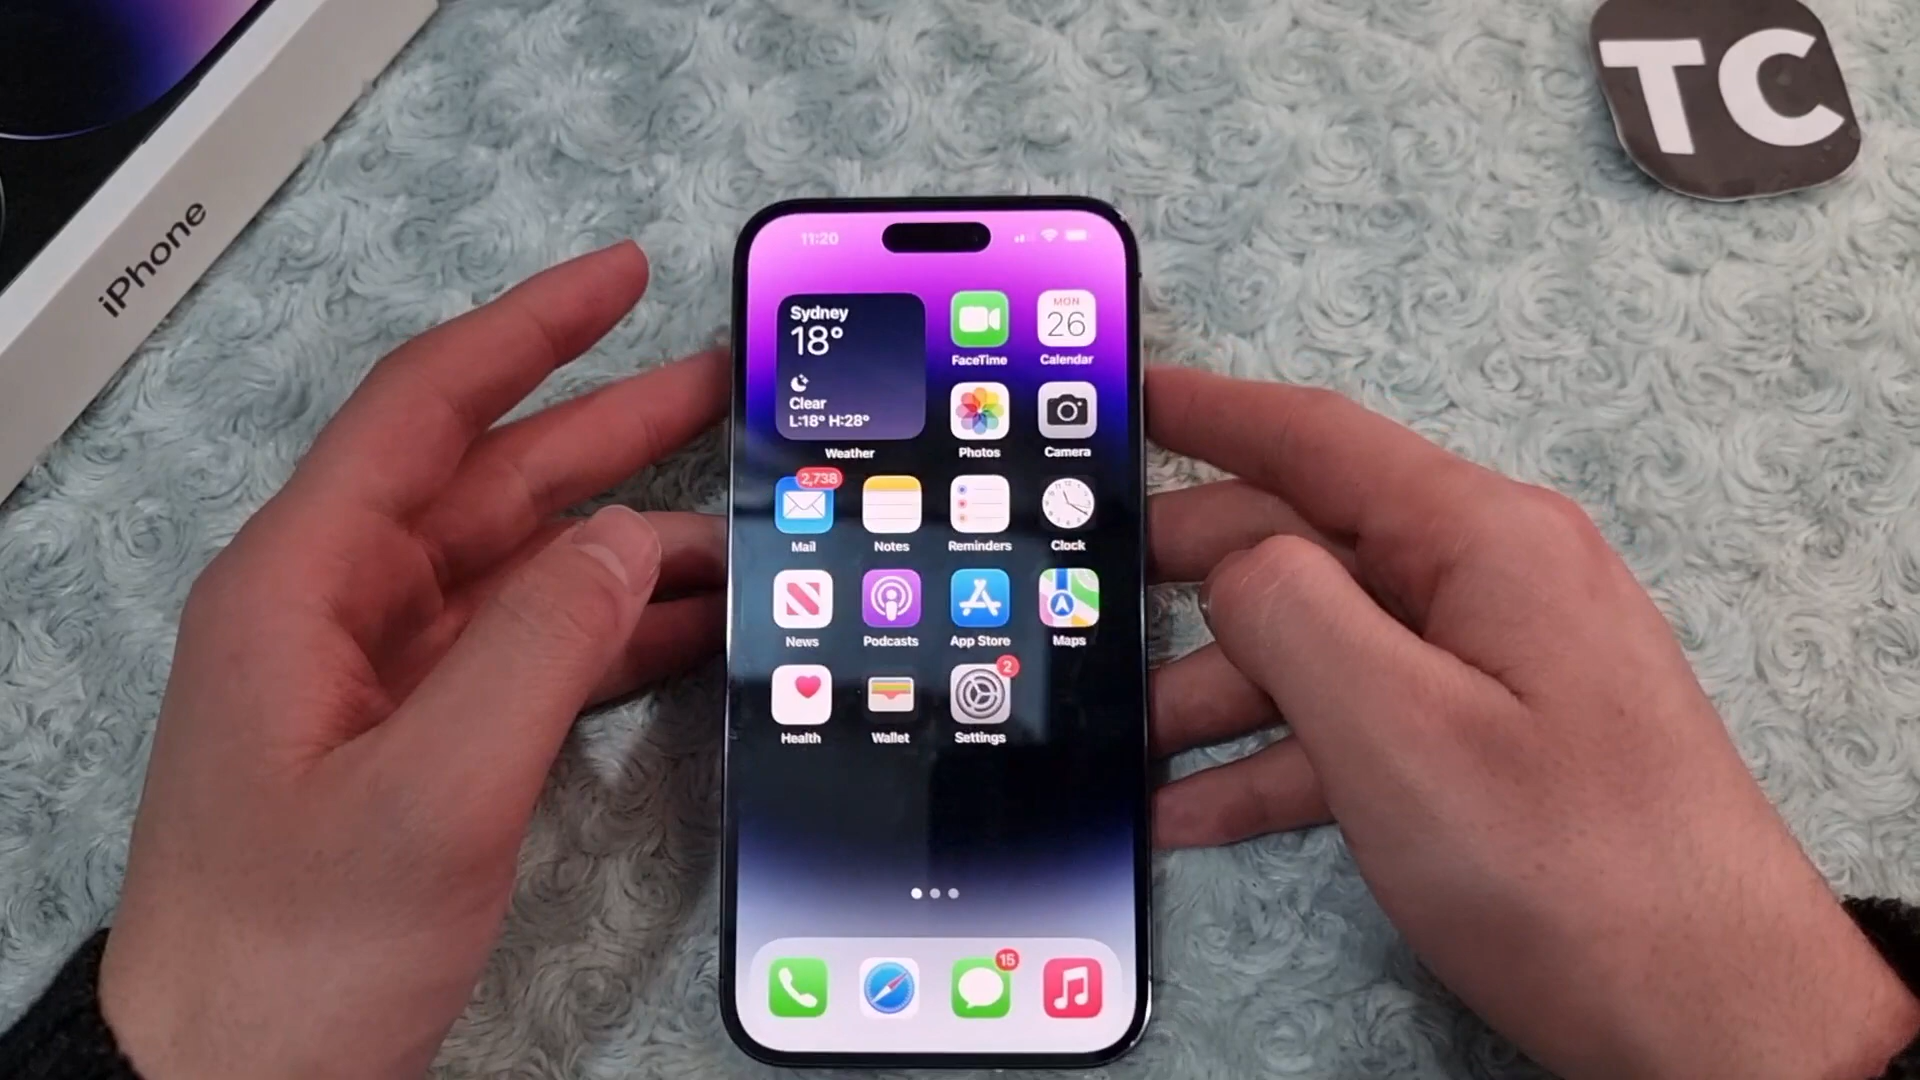 TC
iPhone
11:20
Sydney
18°
Clear
L:18° H:28°
Weather
FaceTime
MON
26
Calendar
Photos
Camera
2,738
Mail
Notes
Reminders
Clock
News
Podcasts
App Store
Maps
Health
Wallet
2
Settings
15